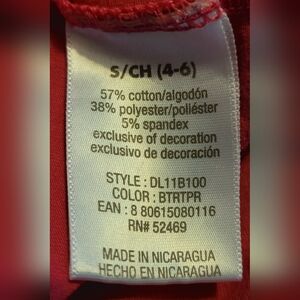 S/CH (4-6)
57% cotton/algodón
38% polyester/poliéster
5% spandex
exclusive of decoration
exclusivo de decoración
STYLE : DL11B100
COLOR : BTRTPR
EAN : 8 80615080116
RN# 52469
MADE IN NICARAGUA
HECHO EN NICARAGUA